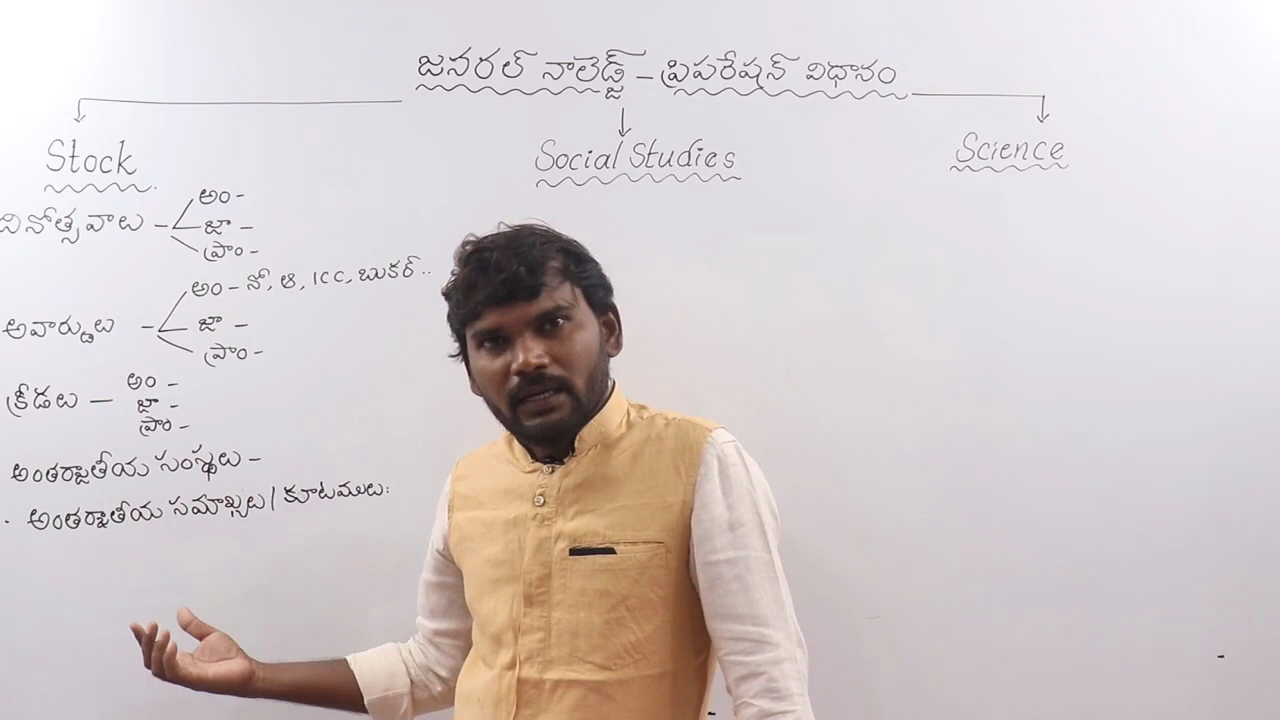 జనరల్ నాలెడ్జ్ - ప్రిపరేషన్ విధానం
Stock
Social Studies
Science
దినోత్సవాలు - అం -
జా -
ప్రాం -
అవార్డులు - అం - నో, ఆ, ICC, బుకర్..
జా -
ప్రాం -
క్రీడలు - అం -
జా -
ప్రాం -
అంతర్జాతీయ సంస్థలు -
· అంతర్జాతీయ సమాఖ్యలు / కూటములు: